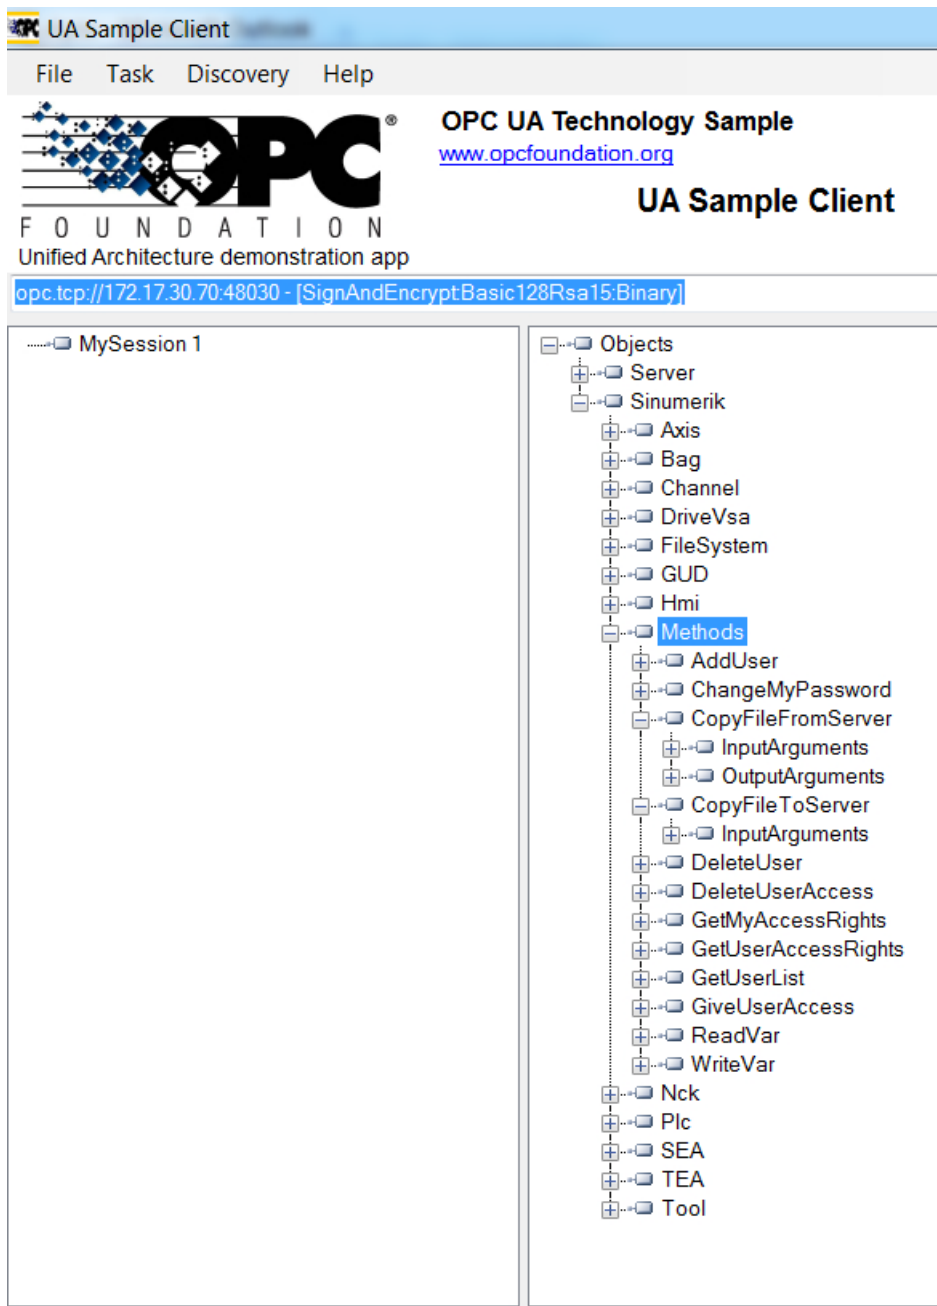 UA Sample Client
File Task Discovery Help
OPC®
FOUNDATION
Unified Architecture demonstration app
OPC UA Technology Sample
www.opcfoundation.org
UA Sample Client
opc.tcp://172.17.30.70:48030 - [SignAndEncrypt:Basic128Rsa15:Binary]
MySession 1
Objects
Server
Sinumerik
Axis
Bag
Channel
DriveVsa
FileSystem
GUD
Hmi
Methods
AddUser
ChangeMyPassword
CopyFileFromServer
InputArguments
OutputArguments
CopyFileToServer
InputArguments
DeleteUser
DeleteUserAccess
GetMyAccessRights
GetUserAccessRights
GetUserList
GiveUserAccess
ReadVar
WriteVar
Nck
Plc
SEA
TEA
Tool